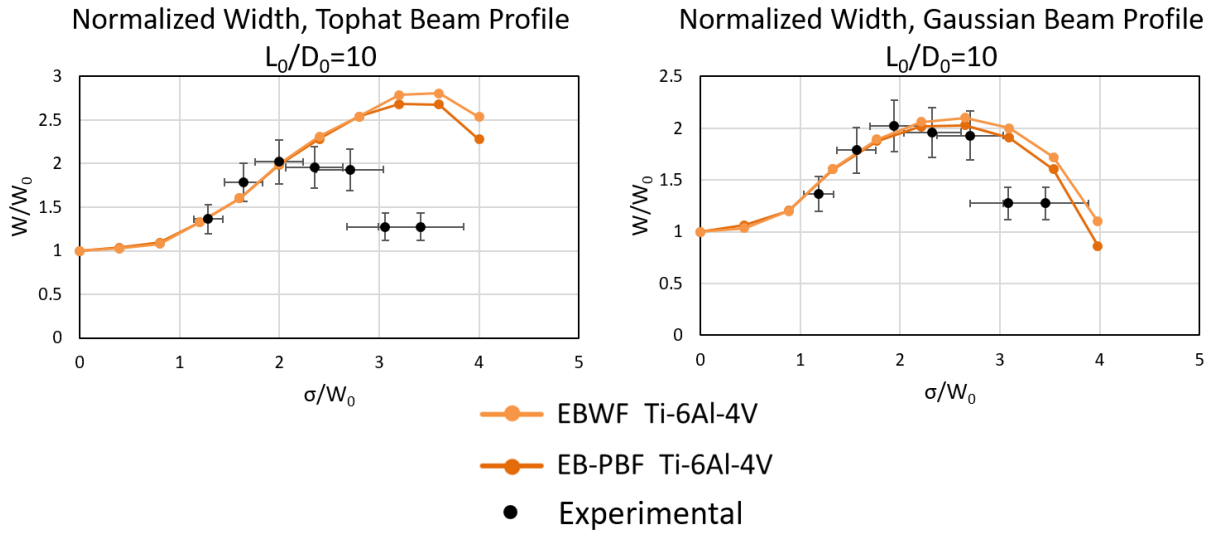 Normalized Width, Tophat Beam Profile
L₀/D₀=10
3
2.5
2
1.5
1
0.5
0
W/W₀
0 1 2 3 4 5
σ/W₀
Normalized Width, Gaussian Beam Profile
L₀/D₀=10
2.5
2
1.5
1
0.5
0
W/W₀
0 1 2 3 4 5
σ/W₀
EBWF Ti-6Al-4V
EB-PBF Ti-6Al-4V
Experimental